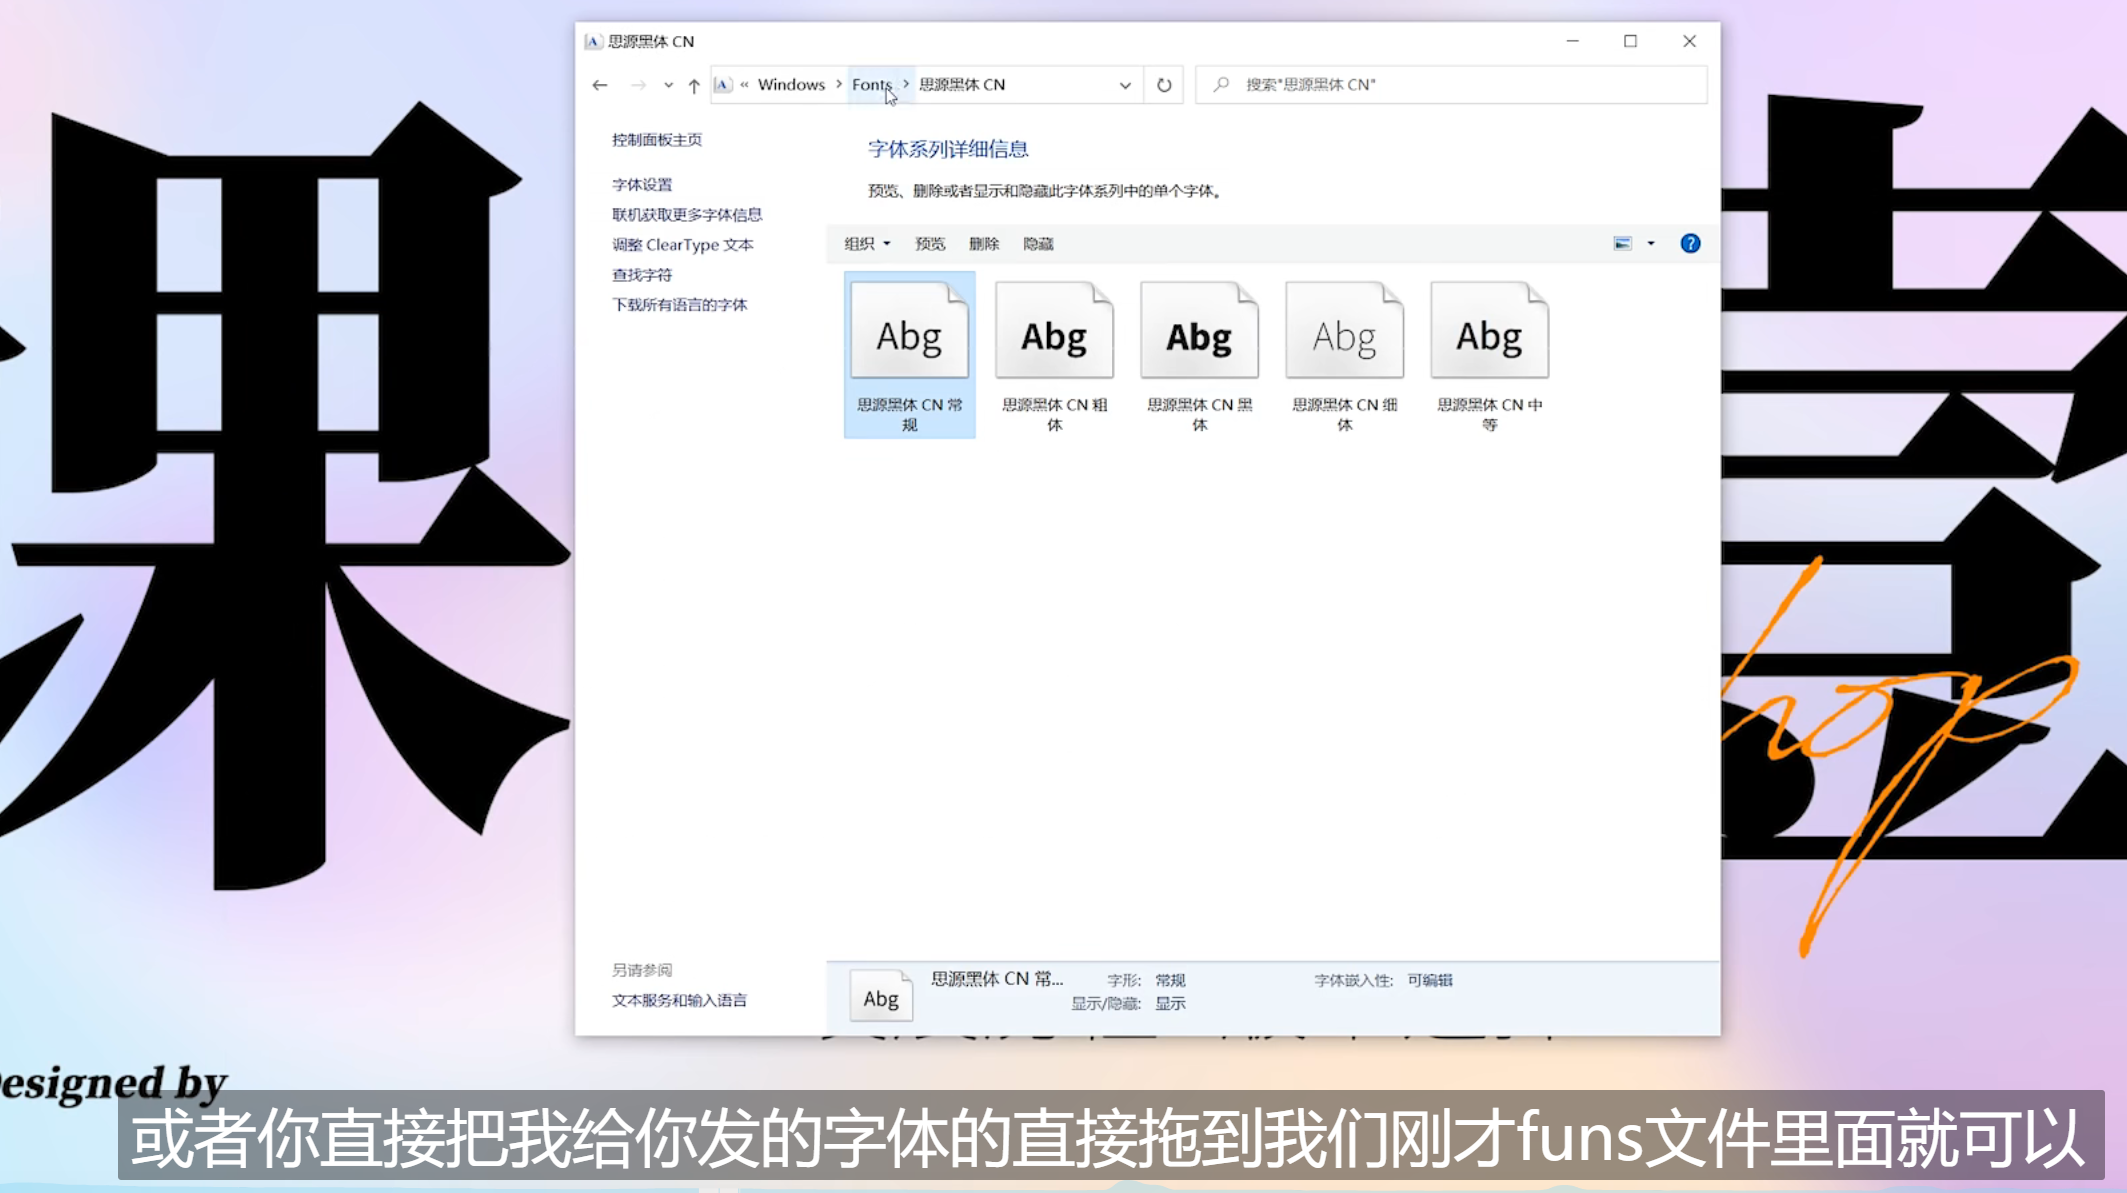 思源黑体 CN
« Windows › Fonts › 思源黑体 CN
搜索"思源黑体 CN"
控制面板主页
字体设置
联机获取更多字体信息
调整 ClearType 文本
查找字符
下载所有语言的字体
字体系列详细信息
预览、删除或者显示和隐藏此字体系列中的单个字体。
组织 预览 删除 隐藏
Abg Abg Abg Abg Abg
思源黑体 CN 常规
思源黑体 CN 粗体
思源黑体 CN 黑体
思源黑体 CN 细体
思源黑体 CN 中等
另请参阅
文本服务和输入语言
Abg
思源黑体 CN 常... 字形: 常规 字体嵌入性: 可编辑
显示/隐藏: 显示
hop
esigned by
或者你直接把我给你发的字体的直接拖到我们刚才funs文件里面就可以